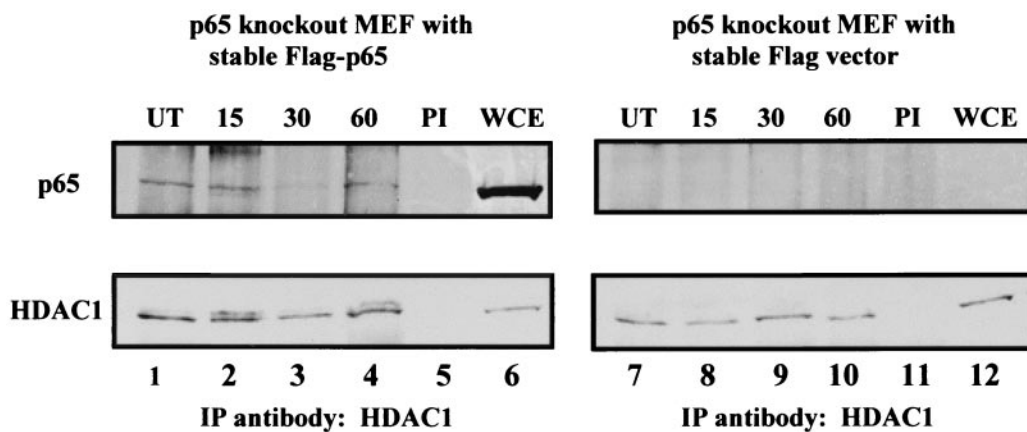 p65 knockout MEF with
stable Flag-p65
p65 knockout MEF with
stable Flag vector
UT 15 30 60 PI WCE
UT 15 30 60 PI WCE
p65
HDAC1
1 2 3 4 5 6
7 8 9 10 11 12
IP antibody: HDAC1
IP antibody: HDAC1